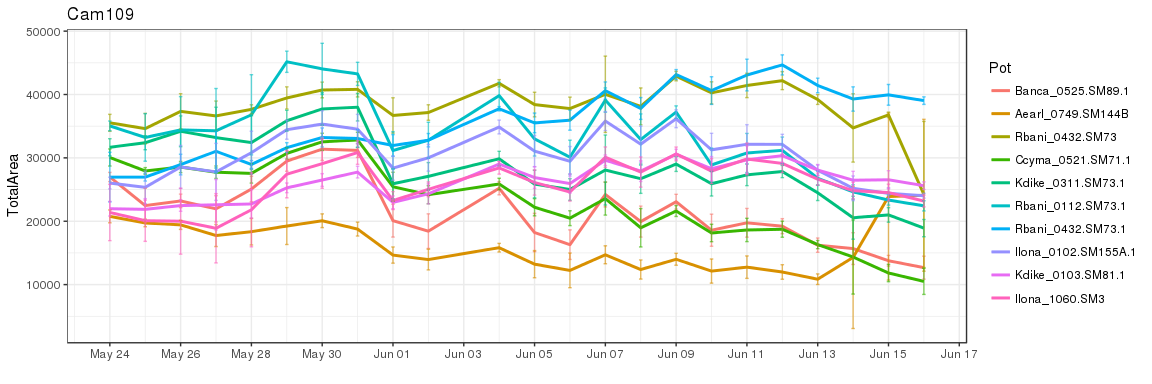 Cam109
TotalArea
50000
40000
30000
20000
10000
May 24
May 26
May 28
May 30
Jun 01
Jun 03
Jun 05
Jun 07
Jun 09
Jun 11
Jun 13
Jun 15
Jun 17
Pot
Banca_0525.SM89.1
Aearl_0749.SM144B
Rbani_0432.SM73
Ccyma_0521.SM71.1
Kdike_0311.SM73.1
Rbani_0112.SM73.1
Rbani_0432.SM73.1
Ilona_0102.SM155A.1
Kdike_0103.SM81.1
Ilona_1060.SM3